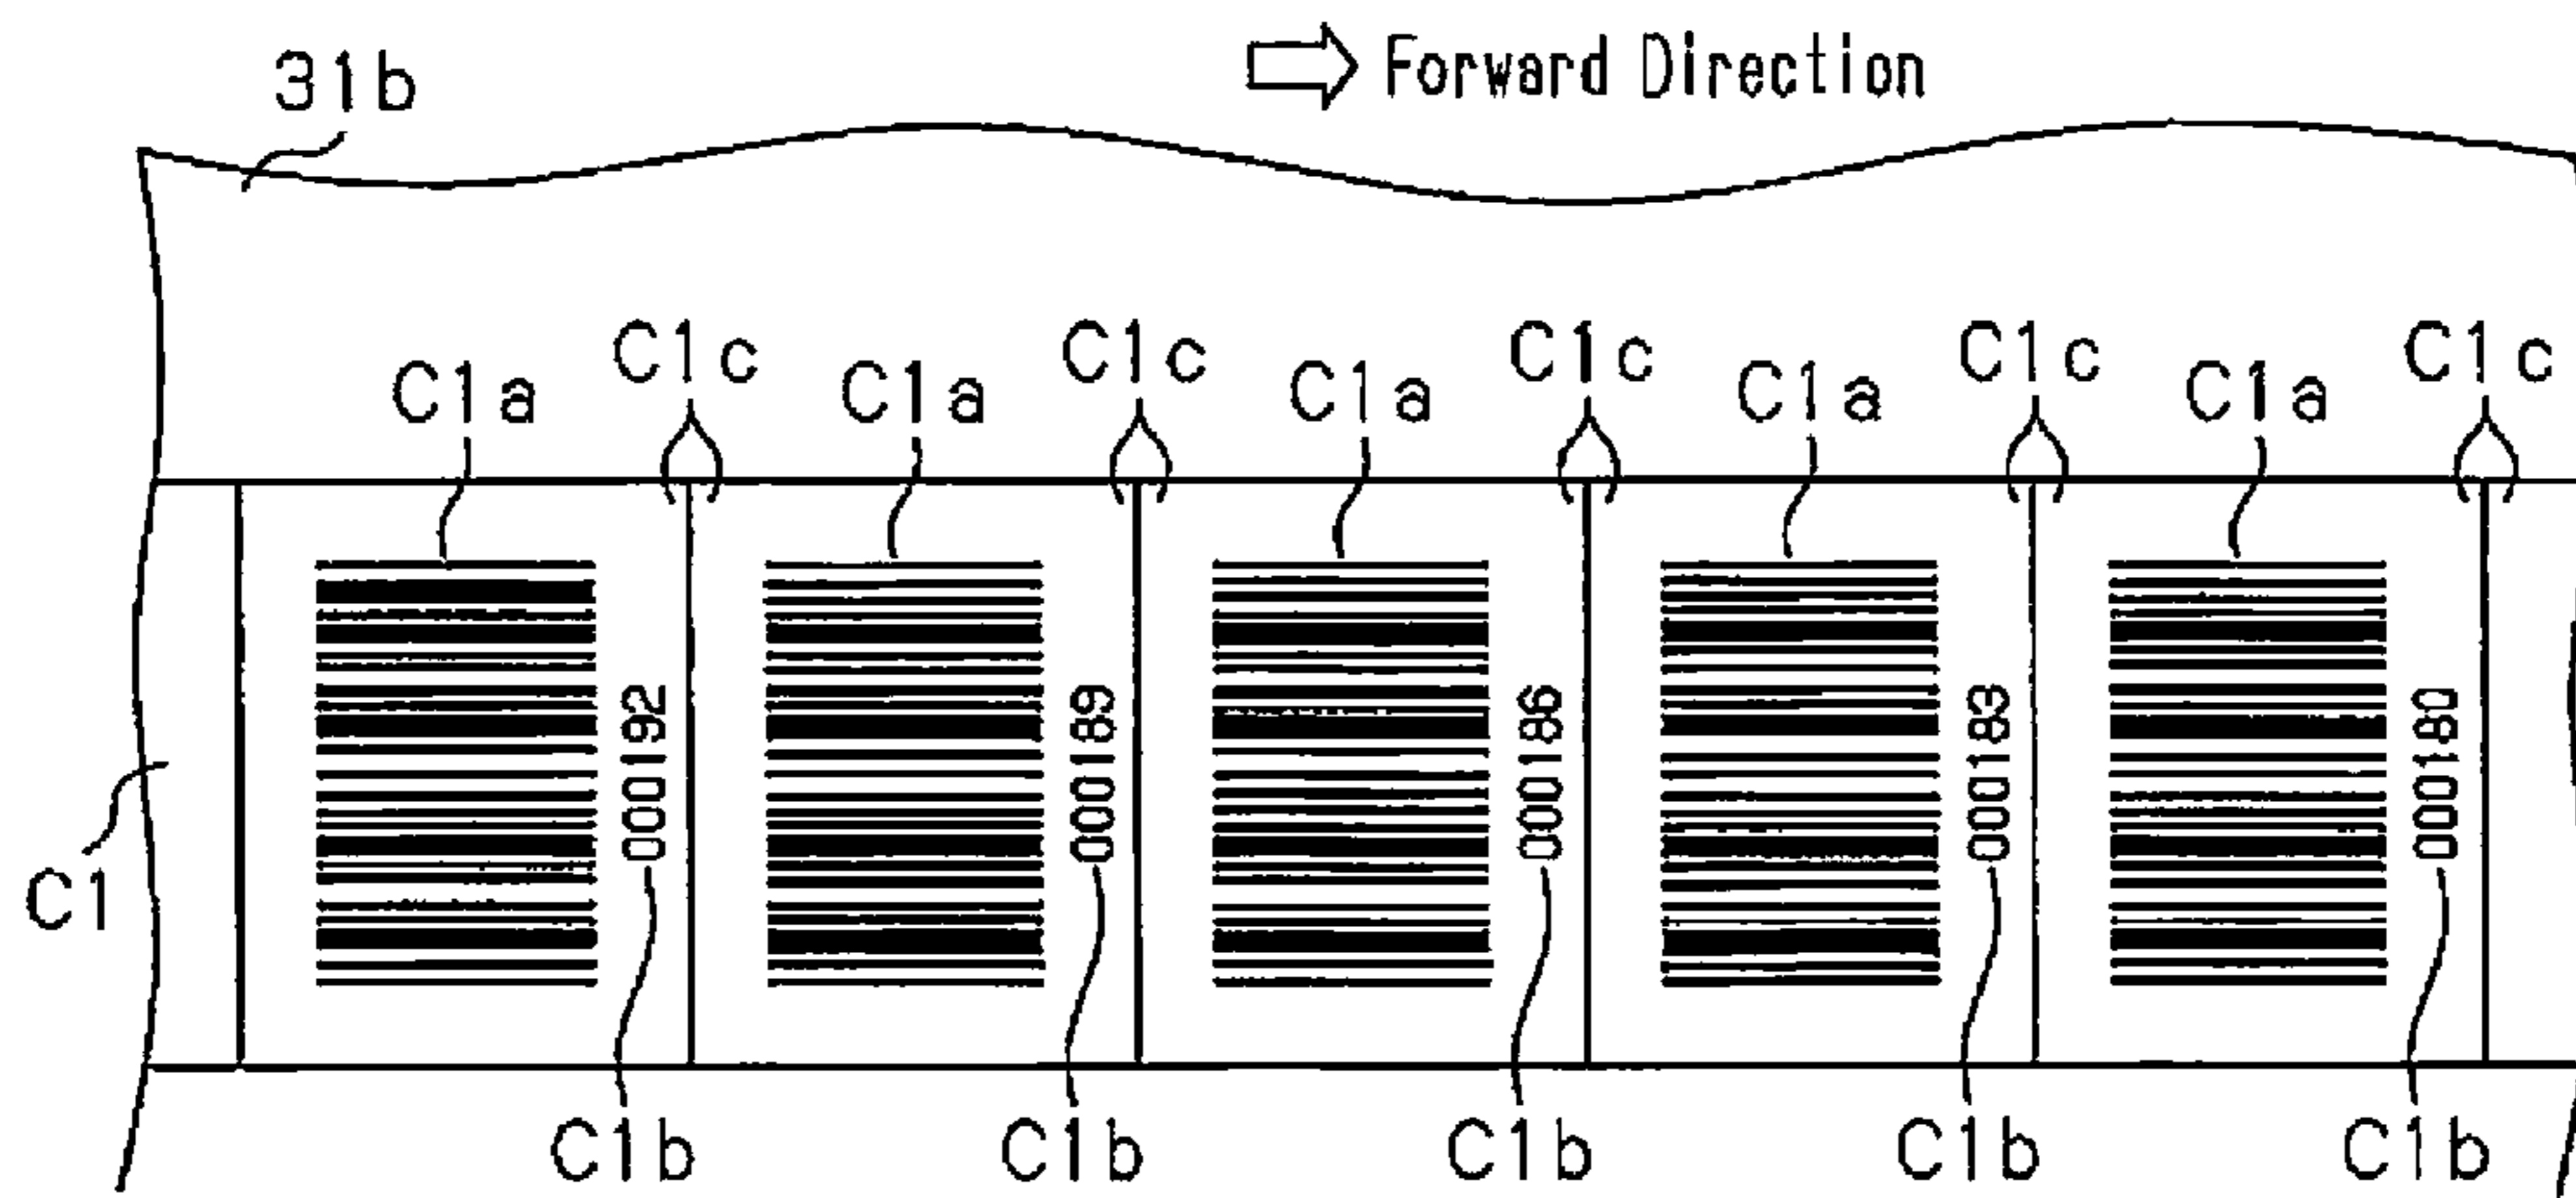 Forward Direction
31b
C1c C1c C1c C1c C1c
C1a C1a C1a C1a C1a
000192 000189 000186 000183 000180
C1
C1b C1b C1b C1b C1b